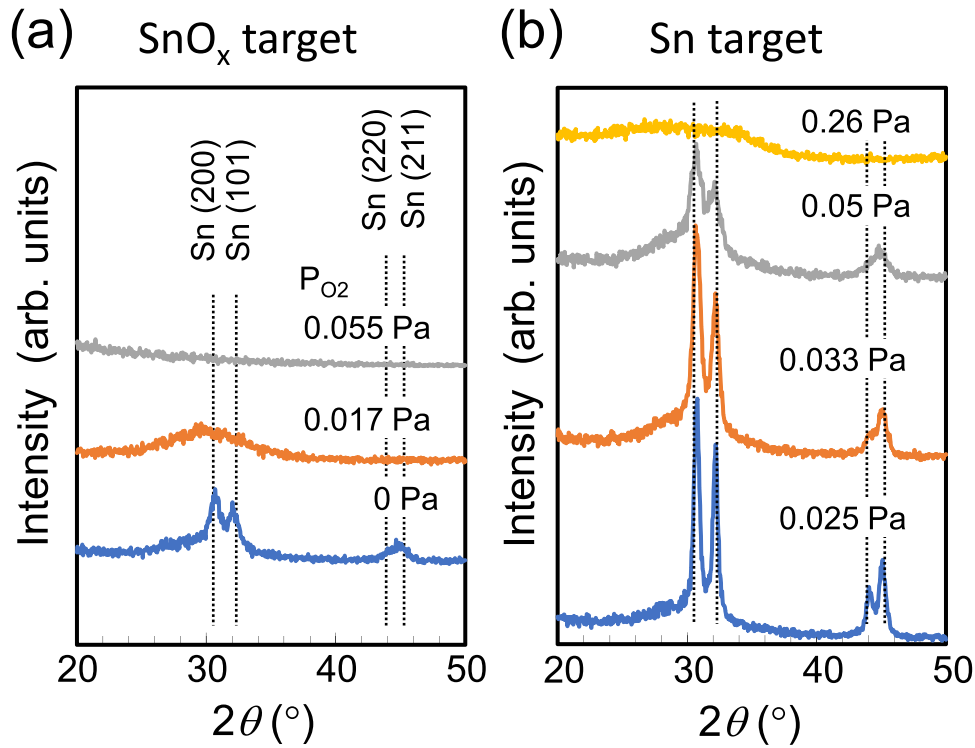 (a) SnOx target
Intensity (arb. units)
Sn (200)
Sn (101)
Sn (220)
Sn (211)
PO2
0.055 Pa
0.017 Pa
0 Pa
20 30 40 50
2θ (°)
(b) Sn target
Intensity (arb. units)
0.26 Pa
0.05 Pa
0.033 Pa
0.025 Pa
20 30 40 50
2θ (°)